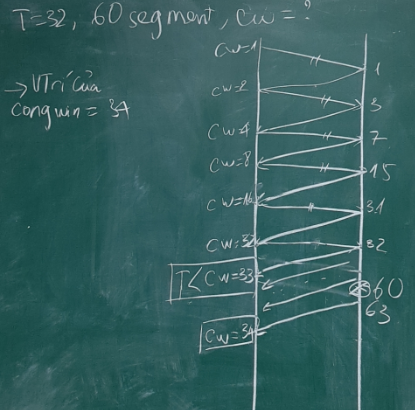 T=32, 60 segment, cw=?
→ Vị trí của
congwin = 34
cw=1
1
cw=2
3
cw=4
7
cw=8
15
cw=16
31
cw=32
32
T< cw=33
60
63
cw=34